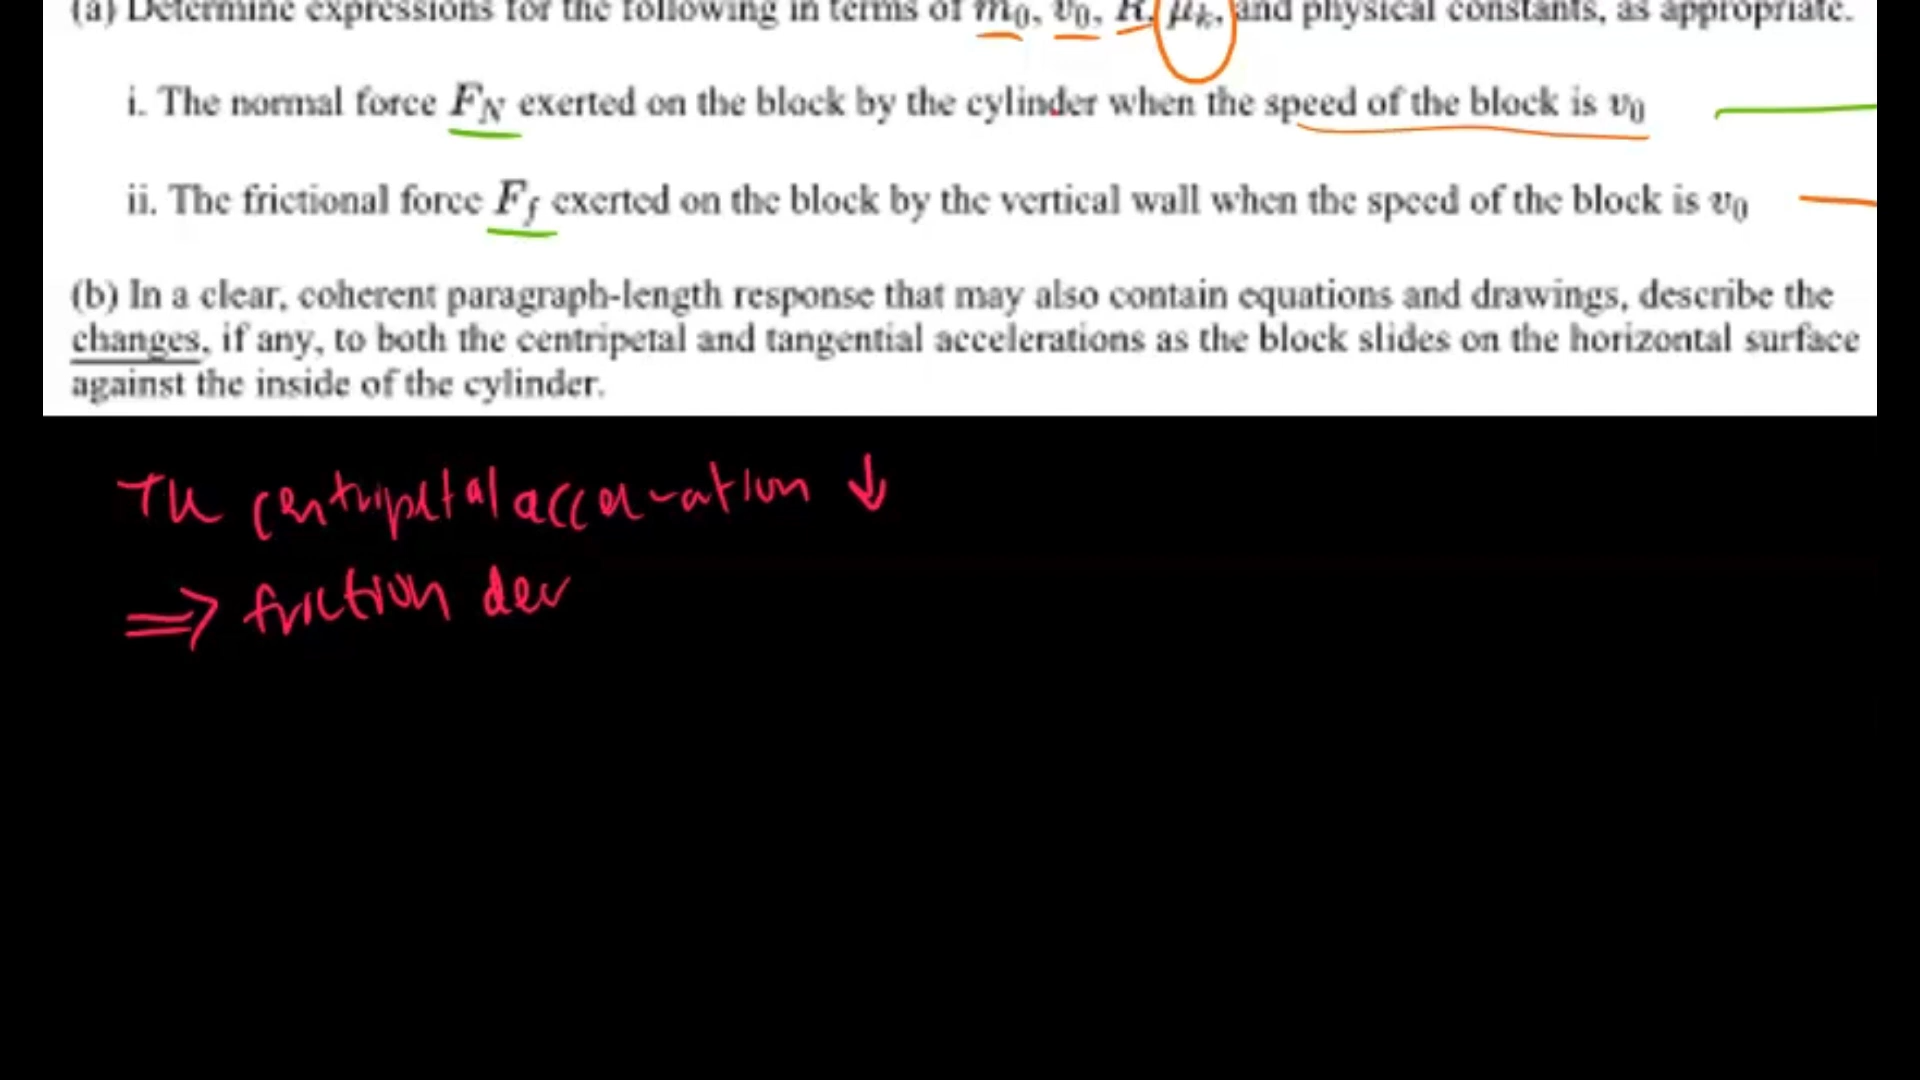 (a) Determine expressions for the following in terms of m₀, v₀, R, μₖ, and physical constants, as appropriate.
i. The normal force F_N exerted on the block by the cylinder when the speed of the block is v₀
ii. The frictional force F_f exerted on the block by the vertical wall when the speed of the block is v₀
(b) In a clear, coherent paragraph-length response that may also contain equations and drawings, describe the
changes, if any, to both the centripetal and tangential accelerations as the block slides on the horizontal surface
against the inside of the cylinder.
The centripetal acceleration ↓
⇒ friction dec